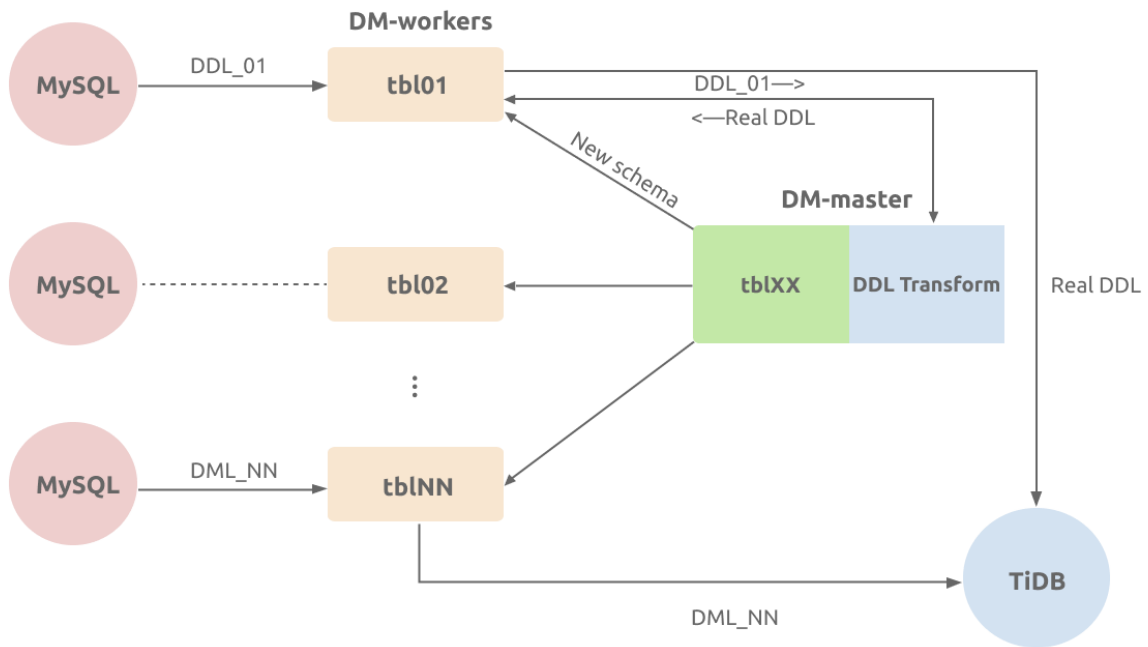 DM-workers
MySQL
DDL_01
tbl01
DDL_01—>
<—Real DDL
New schema
DM-master
MySQL
tbl02
tblXX
DDL Transform
Real DDL
⋮
MySQL
DML_NN
tblNN
TiDB
DML_NN